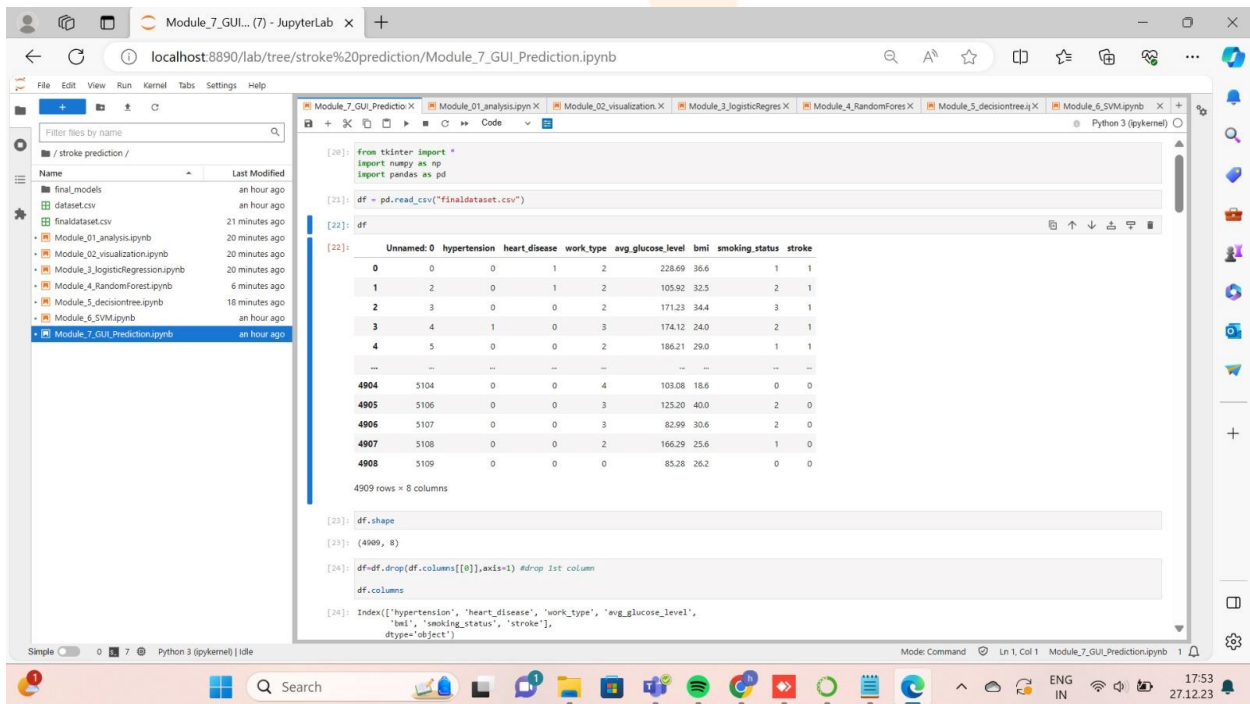 Module_7_GUI... (7) - JupyterLab
localhost:8890/lab/tree/stroke%20prediction/Module_7_GUI_Prediction.ipynb
File Edit View Run Kernel Tabs Settings Help
Module_7_GUI_Predictio Module_01_analysis.ipyn Module_02_visualization. Module_3_logisticRegres Module_4_RandomFores Module_5_decisiontree.ij Module_6_SVM.ipynb
Code
Python 3 (ipykernel)
Filter files by name
/ stroke prediction /
Name Last Modified
final_models an hour ago
dataset.csv an hour ago
finaldataset.csv 21 minutes ago
Module_01_analysis.ipynb 20 minutes ago
Module_02_visualization.ipynb 20 minutes ago
Module_3_logisticRegression.ipynb 20 minutes ago
Module_4_RandomForest.ipynb 6 minutes ago
Module_5_decisiontree.ipynb 18 minutes ago
Module_6_SVM.ipynb an hour ago
Module_7_GUI_Prediction.ipynb an hour ago
[20]: from tkinter import *
import numpy as np
import pandas as pd
[21]: df = pd.read_csv("finaldataset.csv")
[22]: df
[22]: Unnamed: 0 hypertension heart_disease work_type avg_glucose_level bmi smoking_status stroke
0 0 0 1 2 228.69 36.6 1 1
1 2 0 1 2 105.92 32.5 2 1
2 3 0 0 2 171.23 34.4 3 1
3 4 1 0 3 174.12 24.0 2 1
4 5 0 0 2 186.21 29.0 1 1
... ... ... ... ... ... ... ... ...
4904 5104 0 0 4 103.08 18.6 0 0
4905 5106 0 0 3 125.20 40.0 2 0
4906 5107 0 0 3 82.99 30.6 2 0
4907 5108 0 0 2 166.29 25.6 1 0
4908 5109 0 0 0 85.28 26.2 0 0
4909 rows × 8 columns
[23]: df.shape
[23]: (4909, 8)
[24]: df=df.drop(df.columns[[0]],axis=1) #drop 1st column
df.columns
[24]: Index(['hypertension', 'heart_disease', 'work_type', 'avg_glucose_level',
'bmi', 'smoking_status', 'stroke'],
dtype='object')
Simple 0 7 Python 3 (ipykernel) | Idle
Mode: Command Ln 1, Col 1 Module_7_GUI_Prediction.ipynb 1
1 Search 1 ENG 17:53
IN 27.12.23